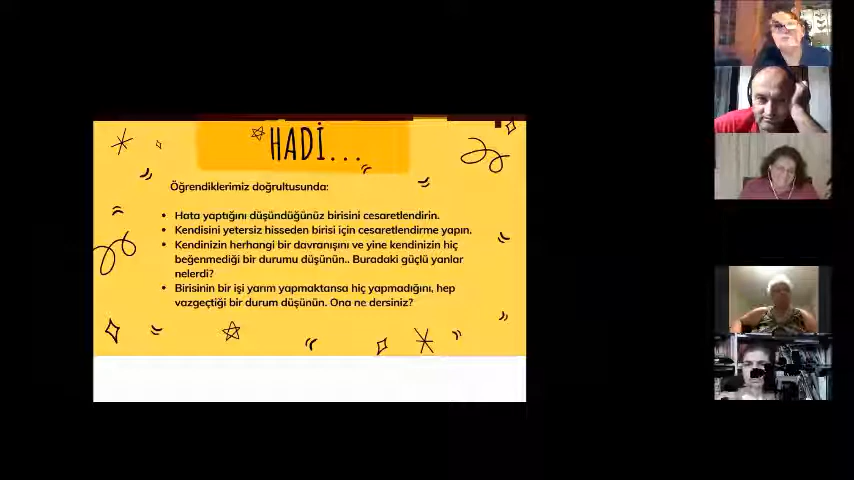 HADİ...
Öğrendiklerimiz doğrultusunda:
• Hata yaptığını düşündüğünüz birisini cesaretlendirin.
• Kendisini yetersiz hisseden birisi için cesaretlendirme yapın.
• Kendinizin herhangi bir davranışını ve yine kendinizin hiç
beğenmediği bir durumu düşünün.. Buradaki güçlü yanlar
nelerdi?
• Birisinin bir işi yarım yapmaktansa hiç yapmadığını, hep
vazgeçtiği bir durum düşünün. Ona ne dersiniz?